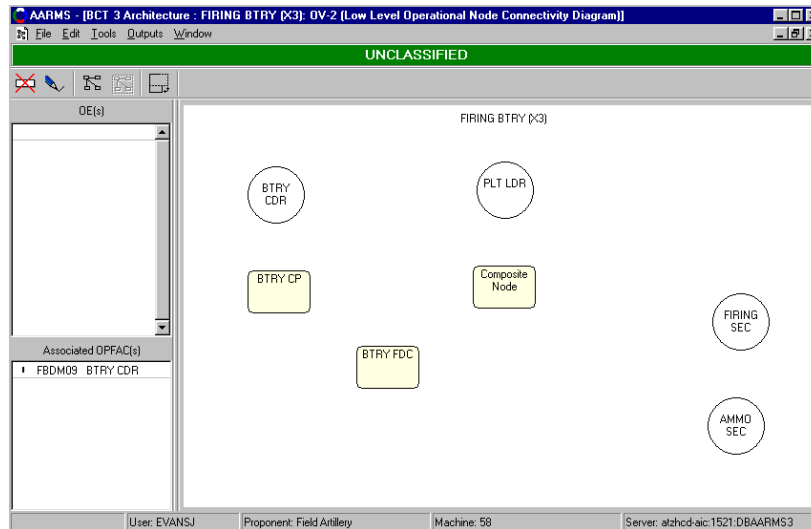 AARMS - [BCT 3 Architecture : FIRING BTRY (X3): OV-2 (Low Level Operational Node Connectivity Diagram)]
File Edit Tools Outputs Window
UNCLASSIFIED
OE(s)
FIRING BTRY (X3)
BTRY
CDR
PLT LDR
BTRY CP
Composite
Node
FIRING
SEC
BTRY FDC
Associated OPFAC(s)
FBDM09 BTRY CDR
AMMO
SEC
User: EVANSJ Proponent: Field Artillery Machine: 58 Server: atzhcd-aic:1521:DBAARMS3